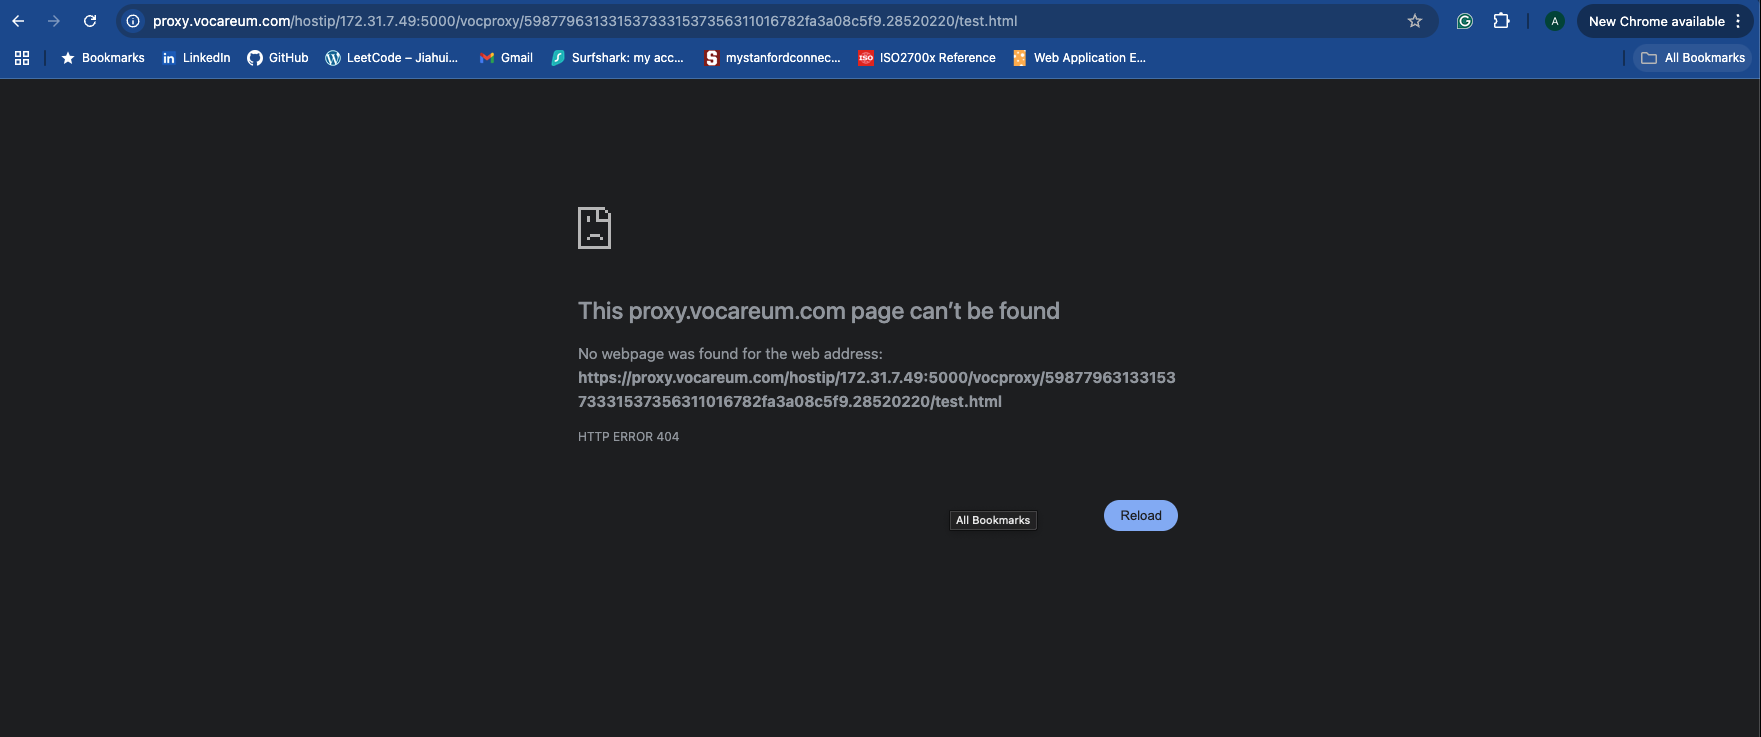 proxy.vocareum.com/hostip/172.31.7.49:5000/vocproxy/5987796313315373331537356311016782fa3a08c5f9.28520220/test.html
A
New Chrome available
Bookmarks
LinkedIn
GitHub
LeetCode – Jiahui...
Gmail
Surfshark: my acc...
S
mystanfordconnec...
ISO
ISO2700x Reference
Web Application E...
All Bookmarks
This proxy.vocareum.com page can't be found
No webpage was found for the web address:
https://proxy.vocareum.com/hostip/172.31.7.49:5000/vocproxy/59877963133153
73331537356311016782fa3a08c5f9.28520220/test.html
HTTP ERROR 404
All Bookmarks
Reload